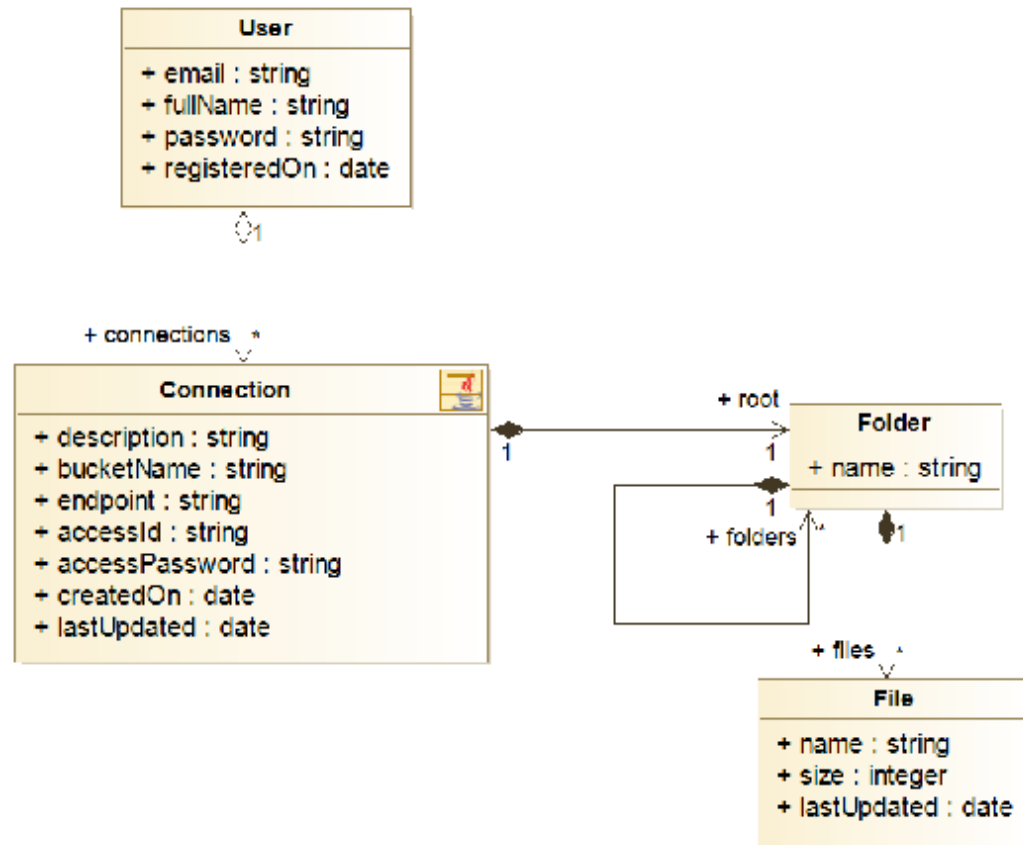 User
+ email : string
+ fullName : string
+ password : string
+ registeredOn : date
1
+ connections *
Connection
+ description : string
+ bucketName : string
+ endpoint : string
+ accessId : string
+ accessPassword : string
+ createdOn : date
+ lastUpdated : date
1
+ root
1
Folder
+ name : string
1
+ folders *
1
+ files *
File
+ name : string
+ size : integer
+ lastUpdated : date